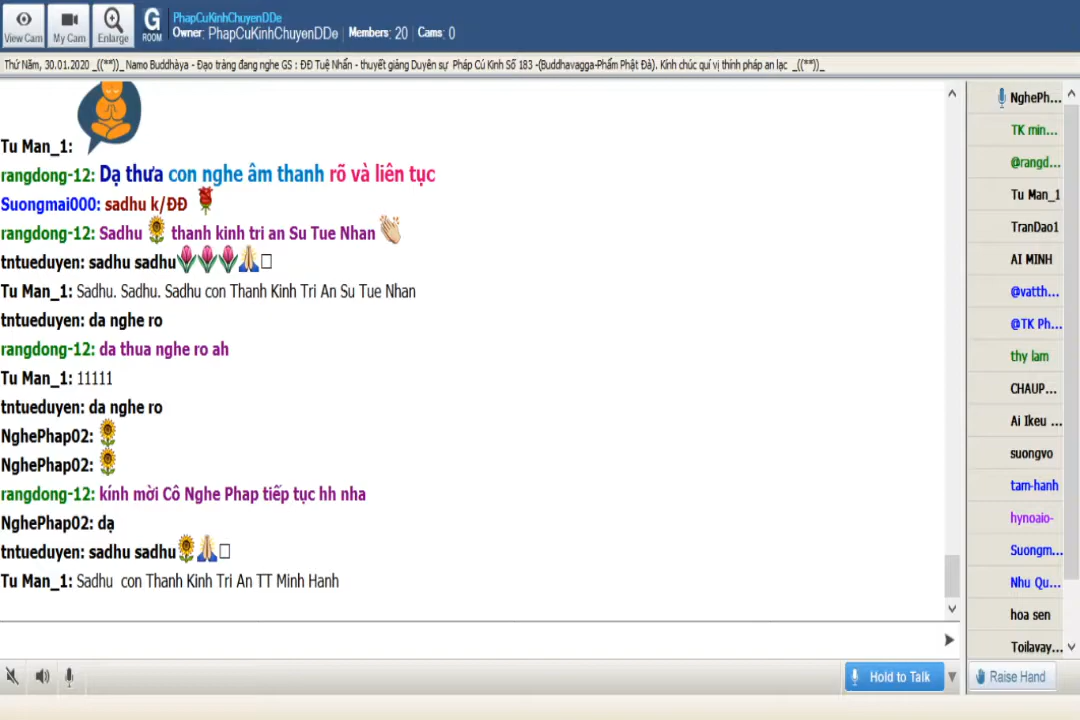 View Cam
My Cam
Enlarge
G
ROOM
PhapCuKinhChuyenDDe
Owner: PhapCuKinhChuyenDDe | Members: 20 | Cams: 0
Thứ Năm, 30.01.2020 _((**))_ Namo Buddhàya - Đạo tràng đang nghe GS : ĐĐ Tuệ Nhẫn - thuyết giảng Duyên sự Pháp Cú Kinh Số 183 -(Buddhavagga-Phẩm Phật Đà). Kính chúc quí vị thính pháp an lạc _((**))_
Tu Man_1:
rangdong-12: Dạ thưa con nghe âm thanh rõ và liên tục
Suongmai000: sadhu k/ĐĐ
rangdong-12: Sadhu thanh kinh tri an Su Tue Nhan
tntueduyen: sadhu sadhu
Tu Man_1: Sadhu. Sadhu. Sadhu con Thanh Kinh Tri An Su Tue Nhan
tntueduyen: da nghe ro
rangdong-12: da thua nghe ro ah
Tu Man_1: 11111
tntueduyen: da nghe ro
NghePhap02:
NghePhap02:
rangdong-12: kính mời Cô Nghe Phap tiếp tục hh nha
NghePhap02: dạ
tntueduyen: sadhu sadhu
Tu Man_1: Sadhu con Thanh Kinh Tri An TT Minh Hanh
NghePh...
TK min...
@rangd...
Tu Man_1
TranDao1
AI MINH
@vatth...
@TK Ph...
thy lam
CHAUP...
Ai Ikeu ...
suongvo
tam-hanh
hynoaio-
Suongm...
Nhu Qu...
hoa sen
Toilavay...
Hold to Talk
Raise Hand